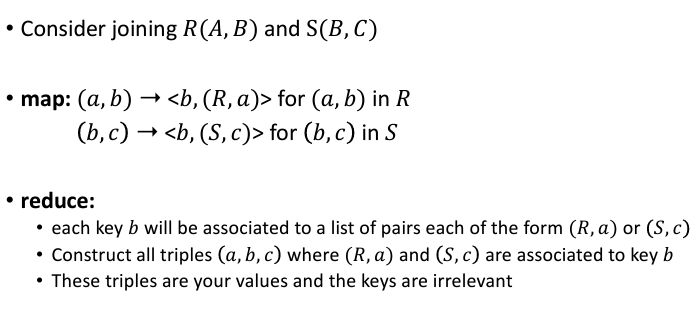 • Consider joining R(A, B) and S(B, C)
• map: (a, b) → <b, (R, a)> for (a, b) in R
(b, c) → <b, (S, c)> for (b, c) in S
• reduce:
• each key b will be associated to a list of pairs each of the form (R, a) or (S, c)
• Construct all triples (a, b, c) where (R, a) and (S, c) are associated to key b
• These triples are your values and the keys are irrelevant